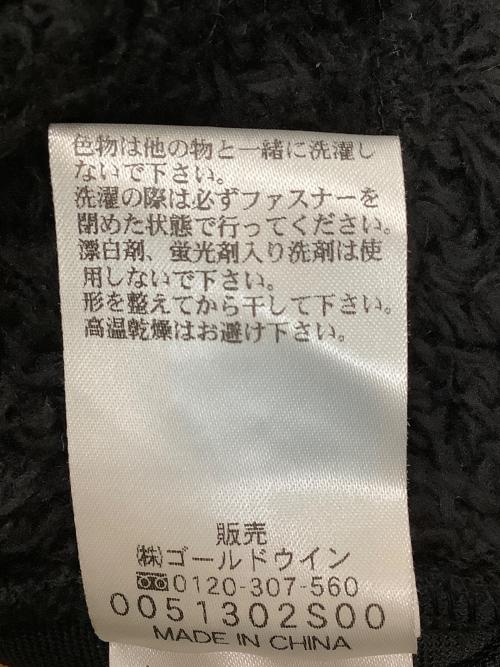 色物は他の物と一緒に洗濯し
ないで下さい。
洗濯の際は必ずファスナーを
閉めた状態で行ってください。
漂白剤、蛍光剤入り洗剤は使
用しないで下さい。
形を整えてから干して下さい。
高温乾燥はお避け下さい。
販売
㈱ゴールドウイン
0120-307-560
0051302S00
MADE IN CHINA